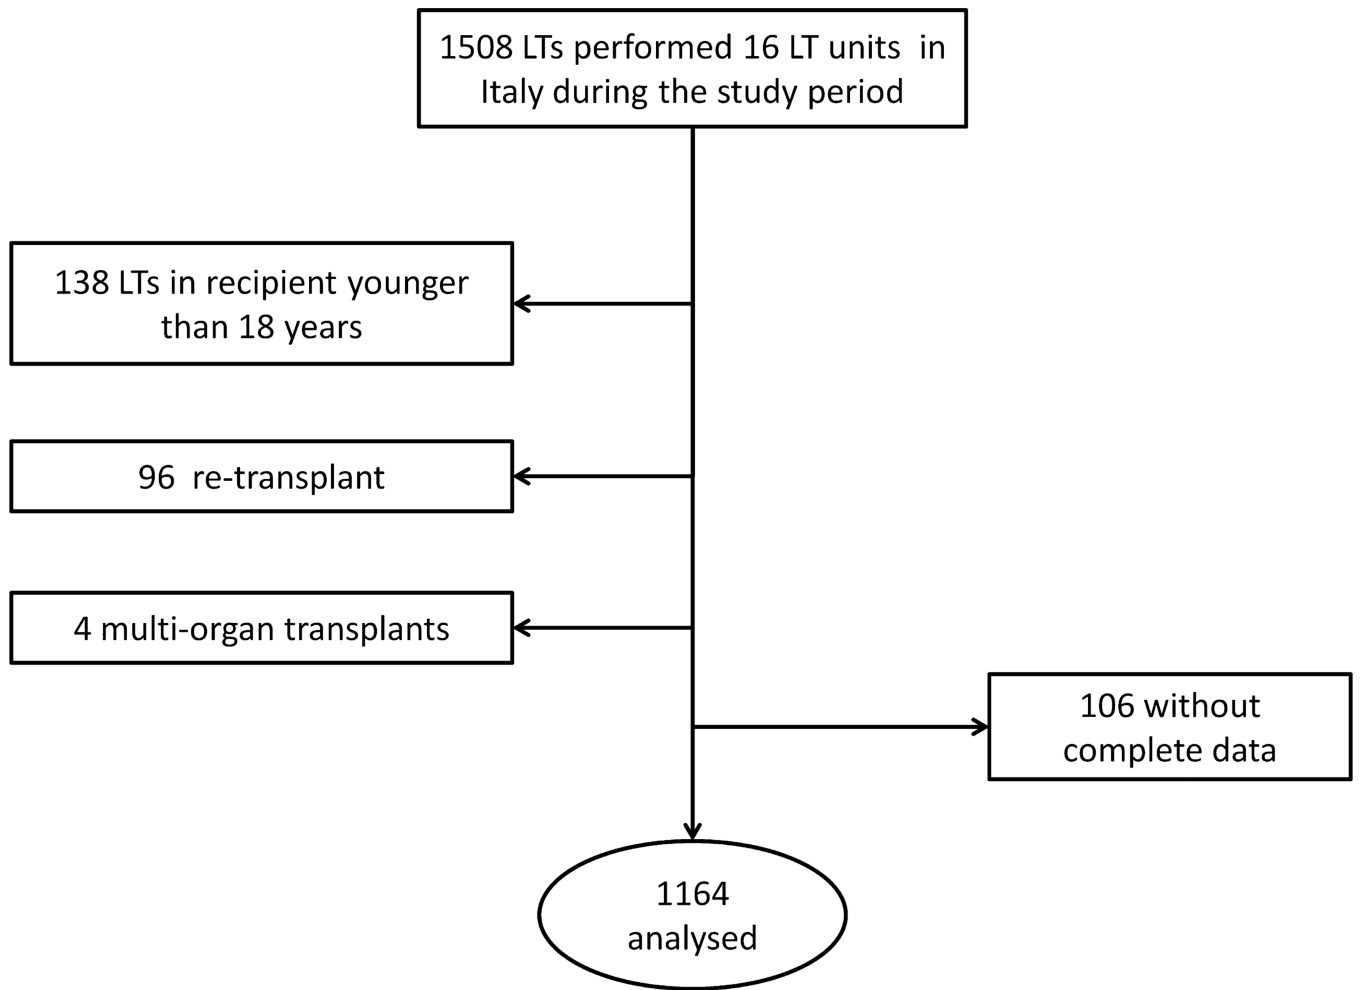 1508 LTs performed 16 LT units in
Italy during the study period
138 LTs in recipient younger
than 18 years
96 re-transplant
4 multi-organ transplants
106 without
complete data
1164
analysed